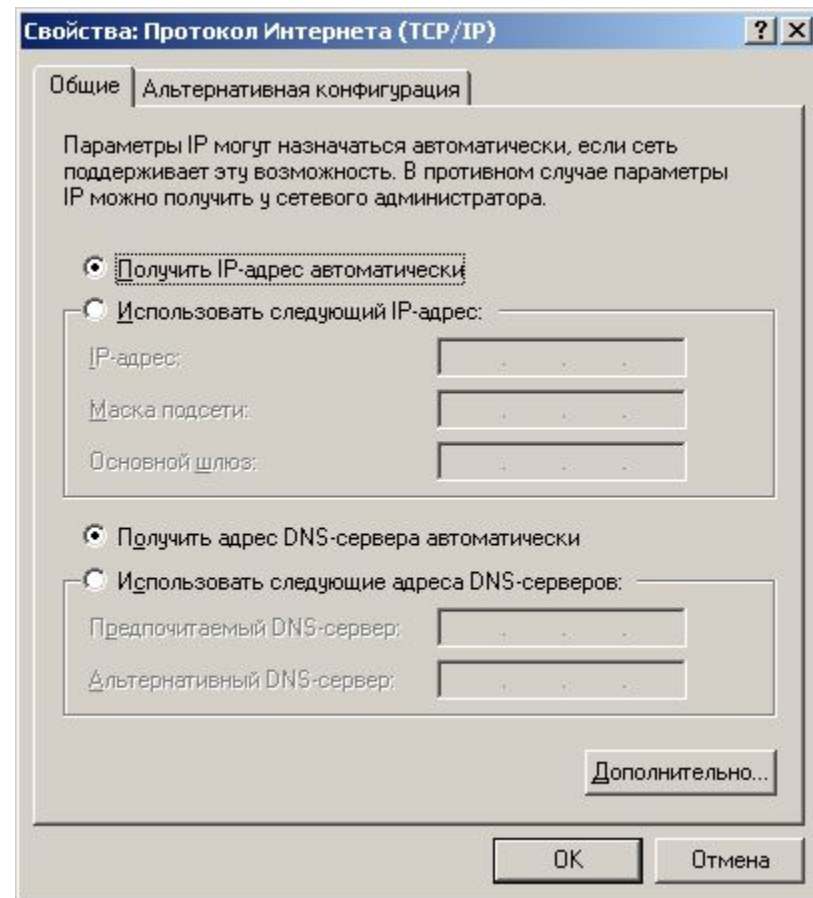 Свойства: Протокол Интернета (TCP/IP)
Общие
Альтернативная конфигурация
Параметры IP могут назначаться автоматически, если сеть
поддерживает эту возможность. В противном случае параметры
IP можно получить у сетевого администратора.
Получить IP-адрес автоматически
Использовать следующий IP-адрес:
IP-адрес:
Маска подсети:
Основной шлюз:
Получить адрес DNS-сервера автоматически
Использовать следующие адреса DNS-серверов:
Предпочитаемый DNS-сервер:
Альтернативный DNS-сервер:
Дополнительно...
OK
Отмена